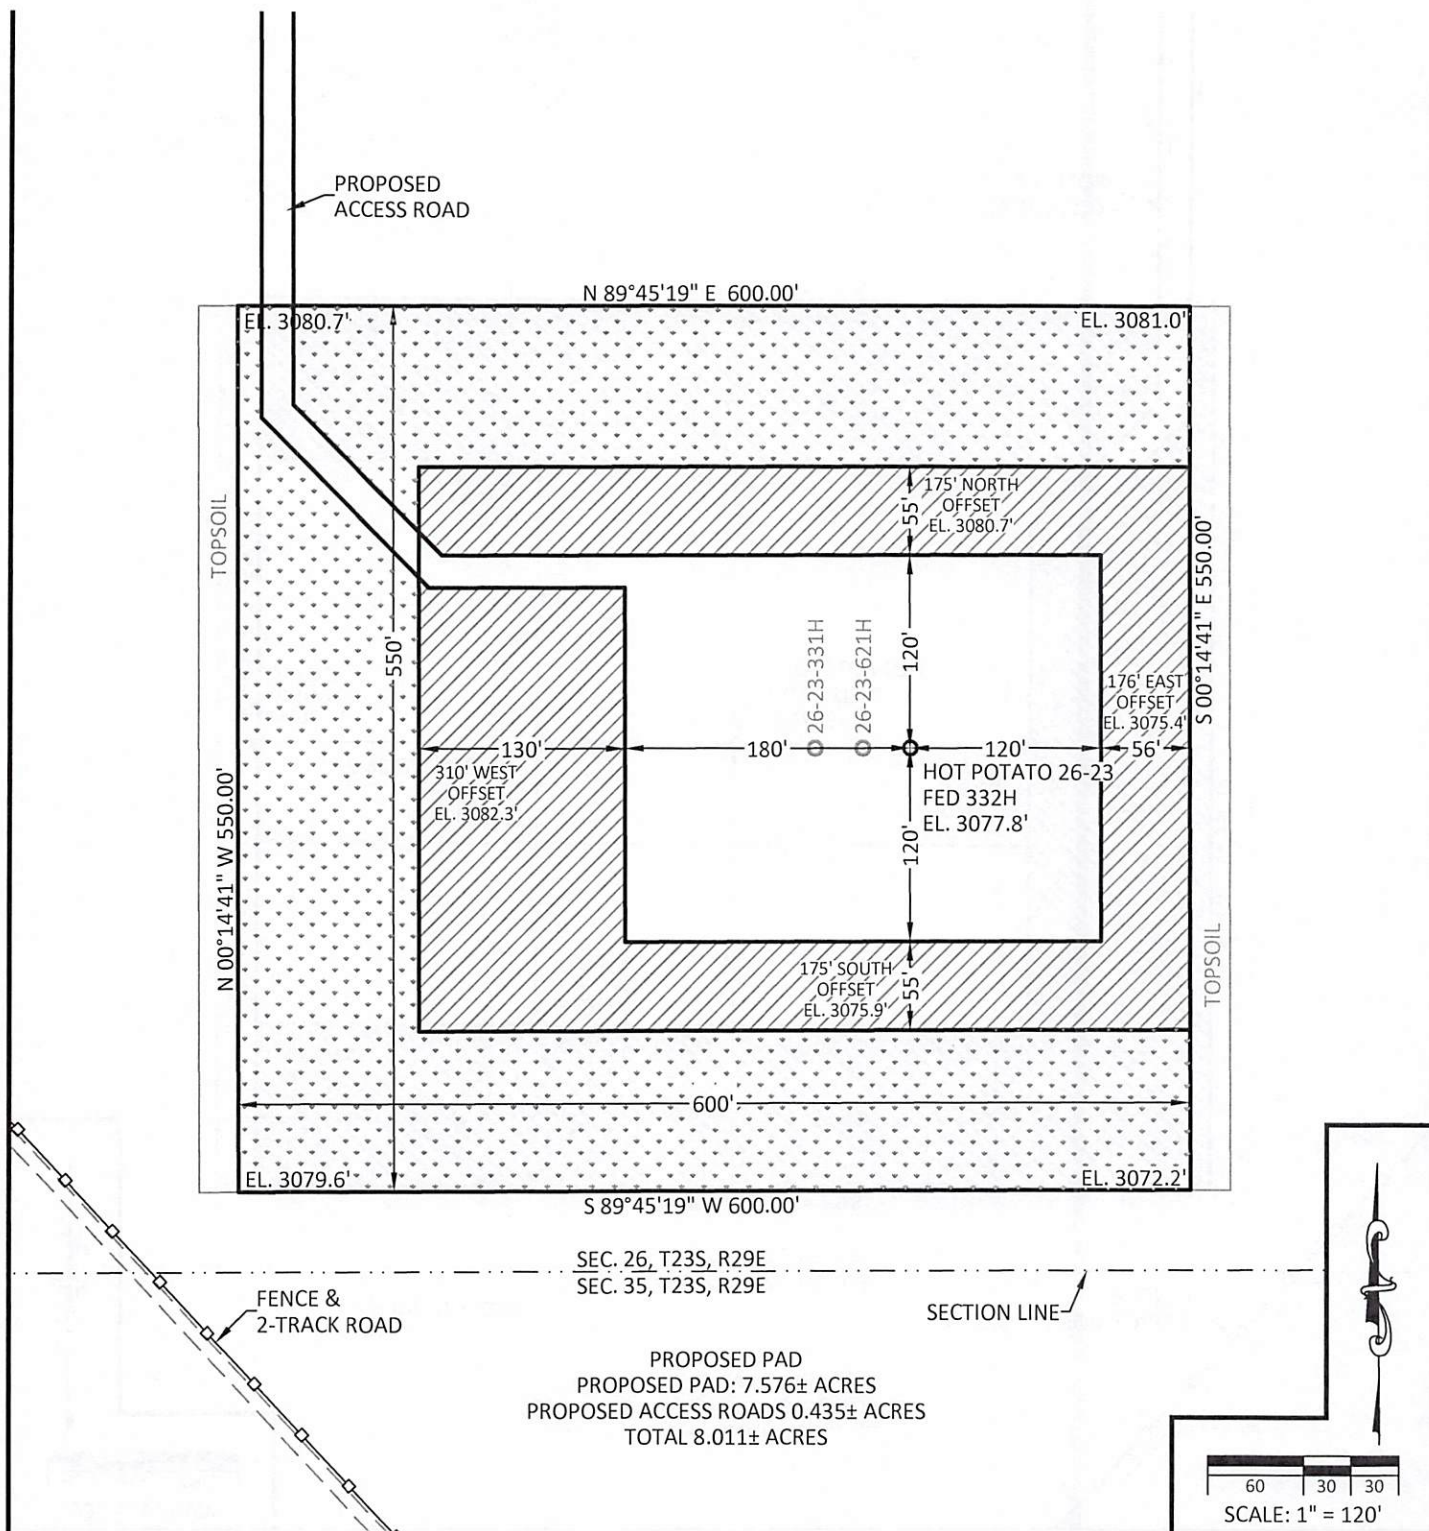 PROPOSED
ACCESS ROAD
N 89°45'19" E 600.00'
EL. 3080.7'
EL. 3081.0'
TOPSOIL
175' NORTH
OFFSET
EL. 3080.7'
55'
S 00°14'41" E 550.00'
550'
26-23-331H
26-23-621H
120'
176' EAST
OFFSET
EL. 3075.4'
130'
180'
120'
56'
310' WEST
OFFSET
EL. 3082.3'
HOT POTATO 26-23
FED 332H
EL. 3077.8'
N 00°14'41" W 550.00'
120'
175' SOUTH
OFFSET
EL. 3075.9'
55'
TOPSOIL
600'
EL. 3079.6'
EL. 3072.2'
S 89°45'19" W 600.00'
SEC. 26, T23S, R29E
SEC. 35, T23S, R29E
FENCE &
2-TRACK ROAD
SECTION LINE
PROPOSED PAD
PROPOSED PAD: 7.576± ACRES
PROPOSED ACCESS ROADS 0.435± ACRES
TOTAL 8.011± ACRES
60 30 30
SCALE: 1" = 120'